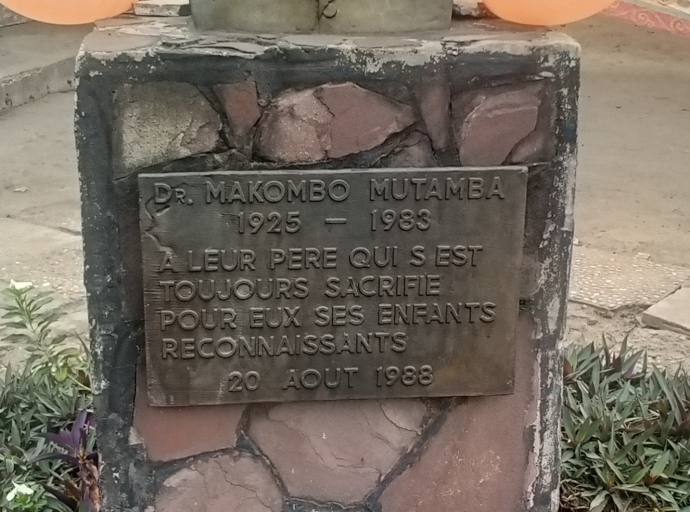 DR. MAKOMBO MUTAMBA
1925 — 1983
A LEUR PERE QUI S EST
TOUJOURS SACRIFIE
POUR EUX SES ENFANTS
RECONNAISSANTS
20 AOUT 1988